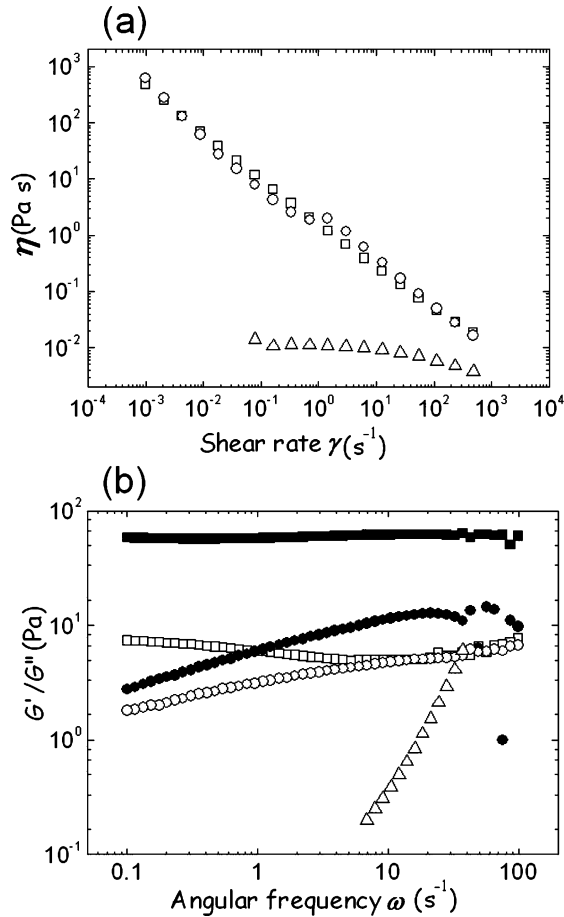 (a)
10³
10²
10¹
10⁰
10⁻¹
10⁻²
η (Pa s)
10⁻⁴ 10⁻³ 10⁻² 10⁻¹ 10⁰ 10¹ 10² 10³ 10⁴
Shear rate γ (s⁻¹)
(b)
10²
10¹
10⁰
10⁻¹
G'/G'' (Pa)
0.1 1 10 100
Angular frequency ω (s⁻¹)